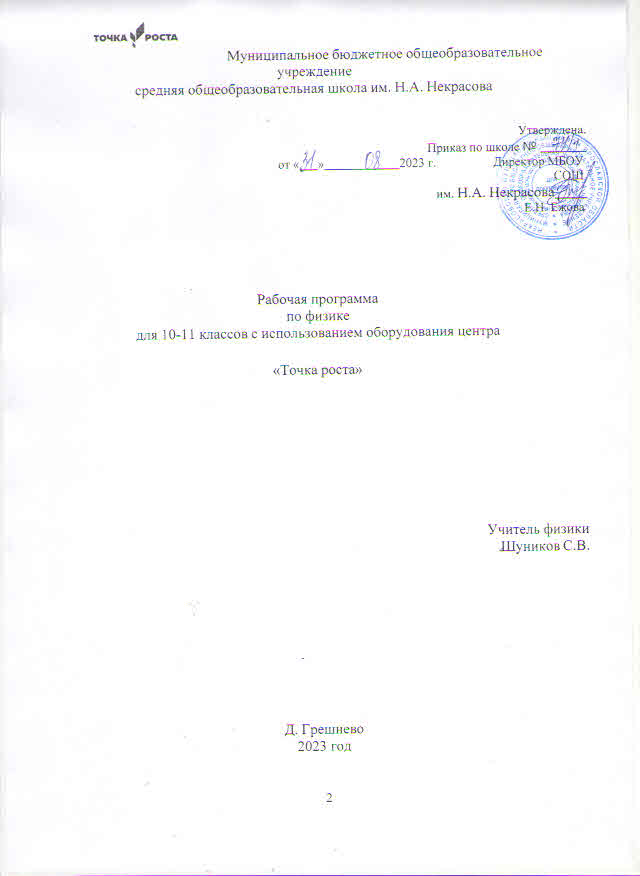 ТОЧКА РОСТА
Муниципальное бюджетное общеобразовательное
учреждение
средняя общеобразовательная школа им. Н.А. Некрасова
Утверждена.
Приказ по школе №
от «31» 08 2023 г. Директор МБОУ
СОШ
им. Н.А. Некрасова
Е.Н. Ежова
Рабочая программа
по физике
для 10-11 классов с использованием оборудования центра
«Точка роста»
Учитель физики
Шуников С.В.
Д. Грешнево
2023 год
2